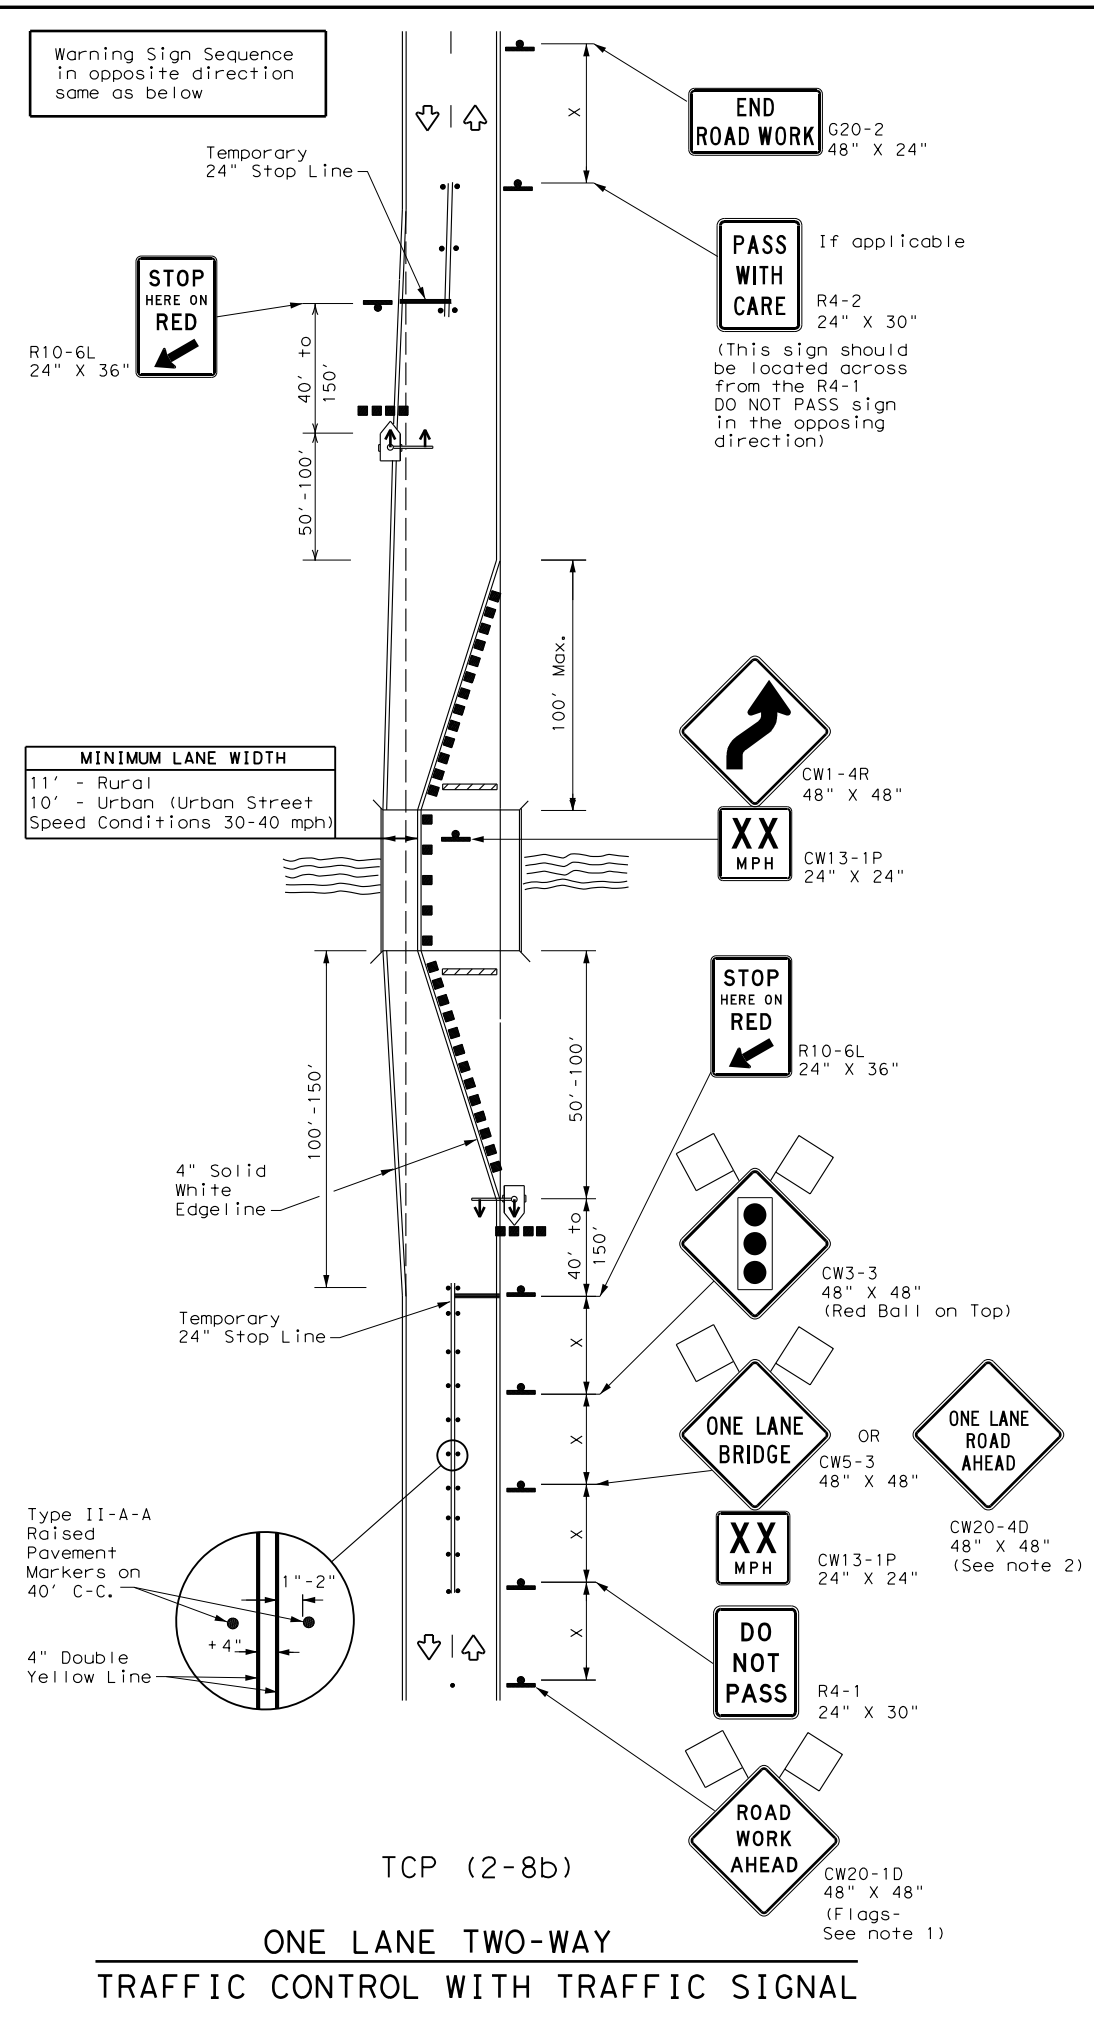 Warning Sign Sequence
in opposite direction
same as below
X
END
ROAD WORK
G20-2
48" X 24"
Temporary
24" Stop Line
PASS
WITH
CARE
If applicable
R4-2
24" X 30"
(This sign should
be located across
from the R4-1
DO NOT PASS sign
in the opposing
direction)
STOP
HERE ON
RED
R10-6L
24" X 36"
40' to
150'
50'-100'
100' Max.
CW1-4R
48" X 48"
MINIMUM LANE WIDTH
11' - Rural
10' - Urban (Urban Street
Speed Conditions 30-40 mph)
XX
MPH
CW13-1P
24" X 24"
STOP
HERE ON
RED
R10-6L
24" X 36"
50'-100'
100'-150'
4" Solid
White
Edgeline
40' to
150'
CW3-3
48" X 48"
(Red Ball on Top)
Temporary
24" Stop Line
X
ONE LANE
BRIDGE
OR
CW5-3
48" X 48"
ONE LANE
ROAD
AHEAD
CW20-4D
48" X 48"
(See note 2)
X
XX
MPH
CW13-1P
24" X 24"
X
Type II-A-A
Raised
Pavement
Markers on
40' C-C.
1"-2"
+4"
4" Double
Yellow Line
DO
NOT
PASS
R4-1
24" X 30"
X
ROAD
WORK
AHEAD
CW20-1D
48" X 48"
(Flags-
See note 1)
TCP (2-8b)
ONE LANE TWO-WAY
TRAFFIC CONTROL WITH TRAFFIC SIGNAL